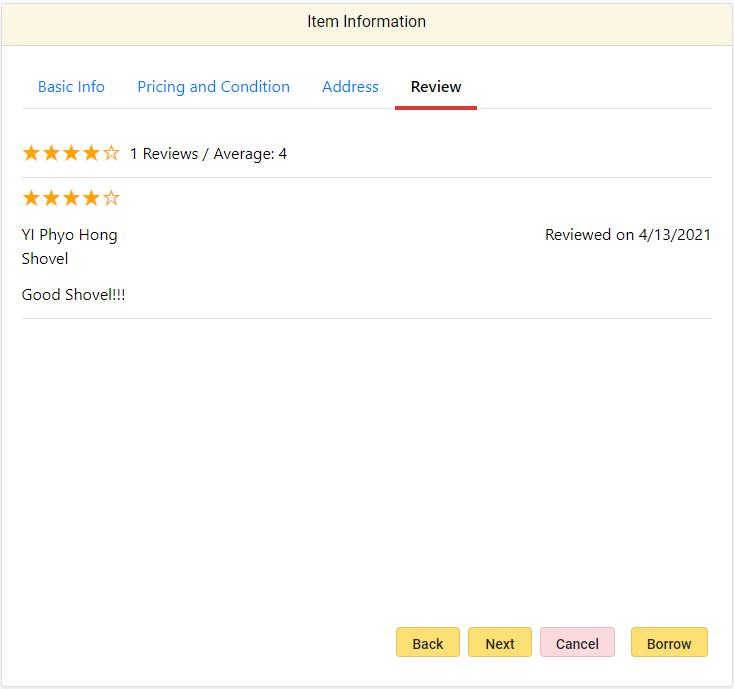 Item Information
Basic Info Pricing and Condition Address Review
★★★★☆ 1 Reviews / Average: 4
★★★★☆
YI Phyo Hong Reviewed on 4/13/2021
Shovel
Good Shovel!!!
Back Next Cancel Borrow